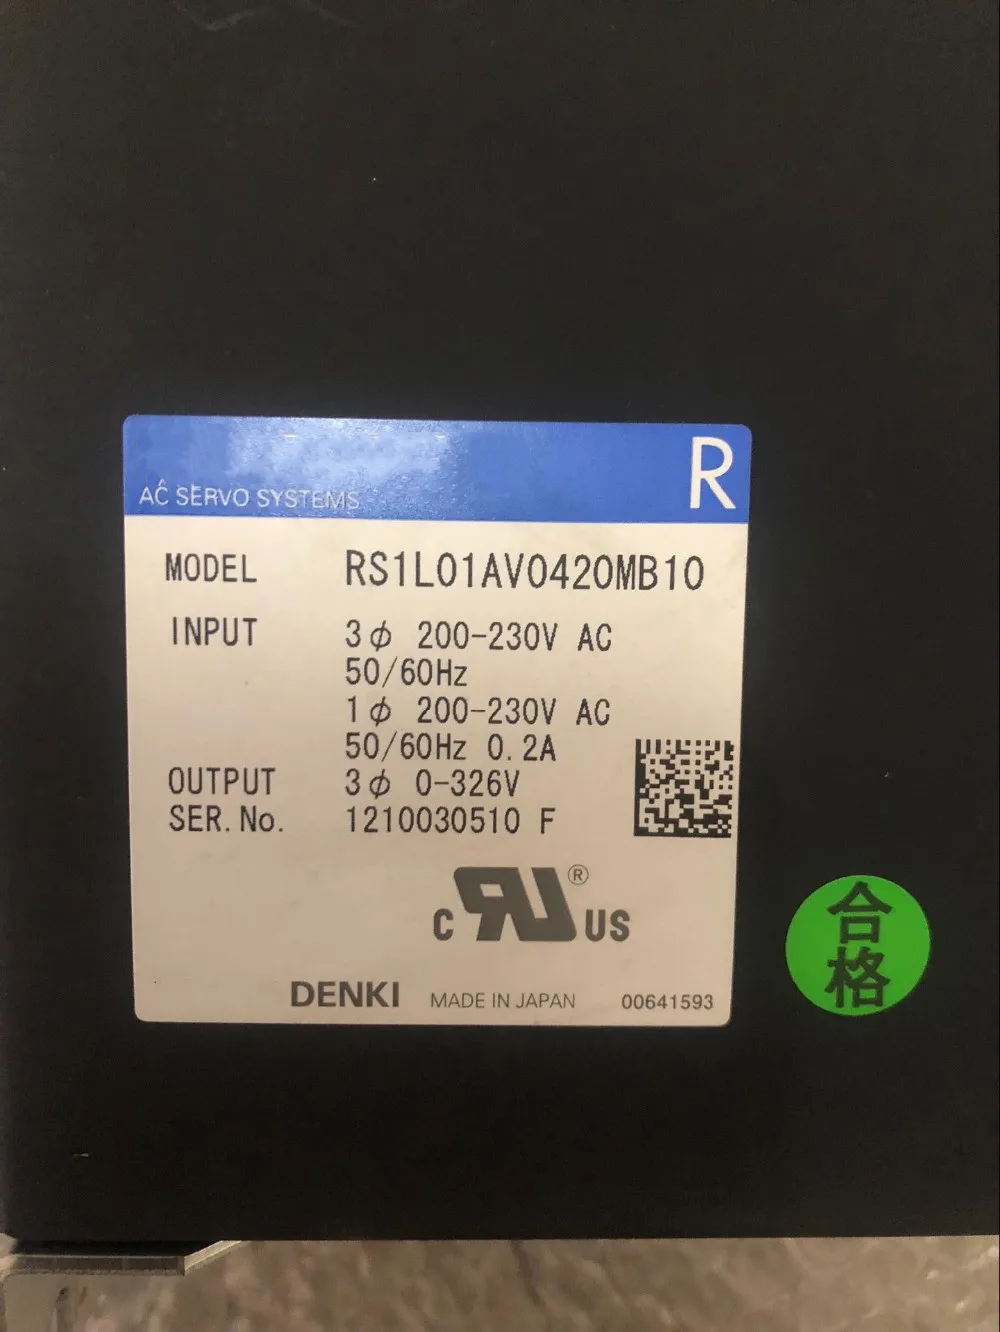 R
AC SERVO SYSTEMS
MODEL RS1L01AV0420MB10
INPUT 3φ 200-230V AC
50/60Hz
1φ 200-230V AC
50/60Hz 0.2A
OUTPUT 3φ 0-326V
SER.No. 1210030510 F
c RU® US
DENKI MADE IN JAPAN 00641593
合格